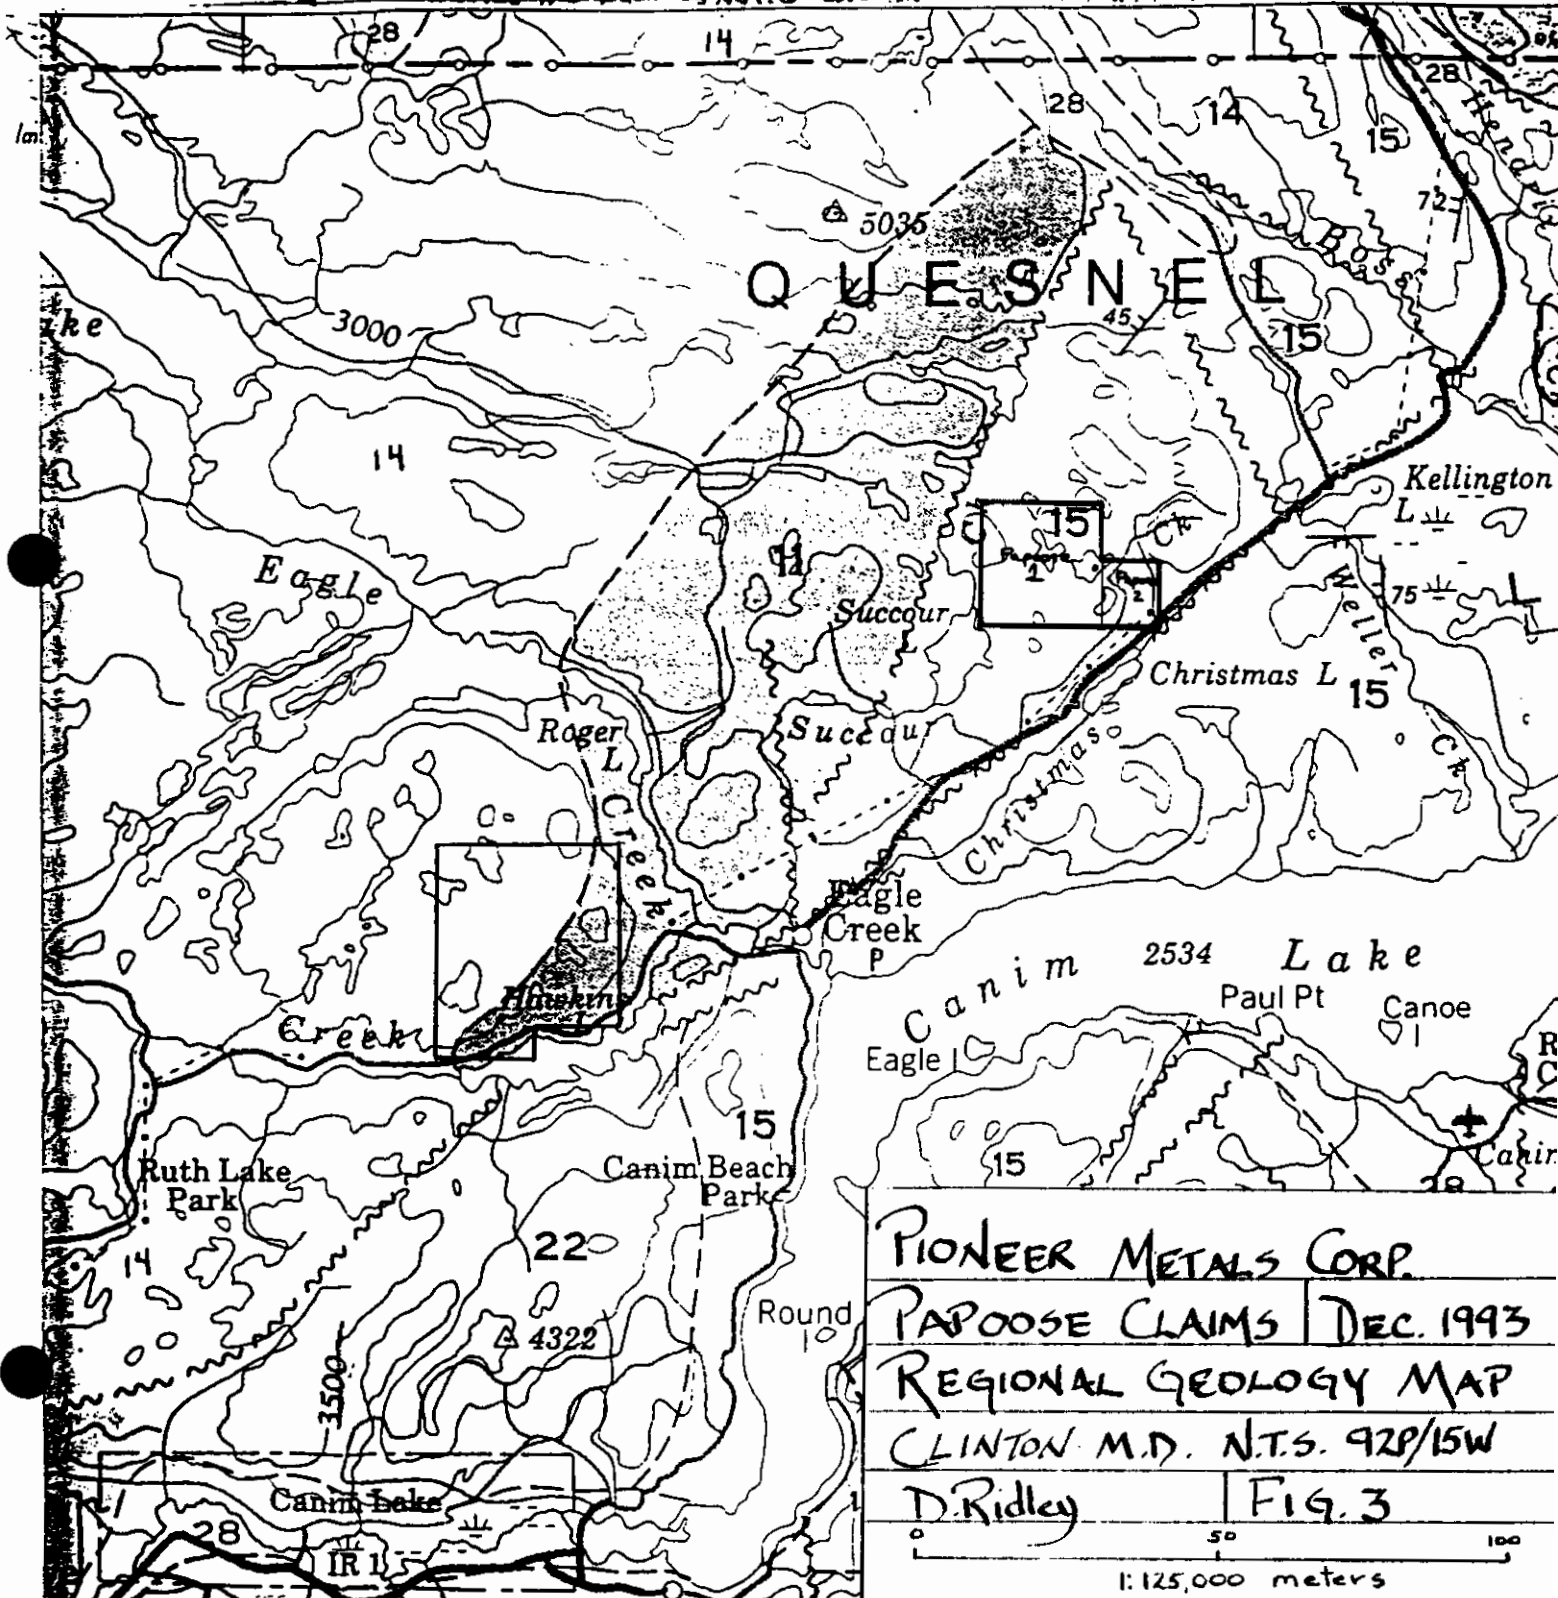 28
14
28
28
14
15
5035
72
Boss
QUESNEL
45
15
3000
14
Kellington
L
15
Ck
Papoose
1
2
Eagle
75
Weller
Ck
Succour
L
Christmas L
15
Roger
L
Succour
Creek
Christmas
Eagle
Creek
P
Canim
2534
Lake
Paul Pt
Canoe
I
Hawkins
Creek
Eagle I
15
15
Ruth Lake
Park
Canim Beach
Park
28
14
22
Round
I
4322
3500
Canim Lake
28
IR 1
PIONEER METALS CORP.
PAPOOSE CLAIMS
DEC. 1993
REGIONAL GEOLOGY MAP
CLINTON M.D. N.T.S. 92P/15W
D. Ridley
FIG. 3
0 50 100
1:125,000 meters